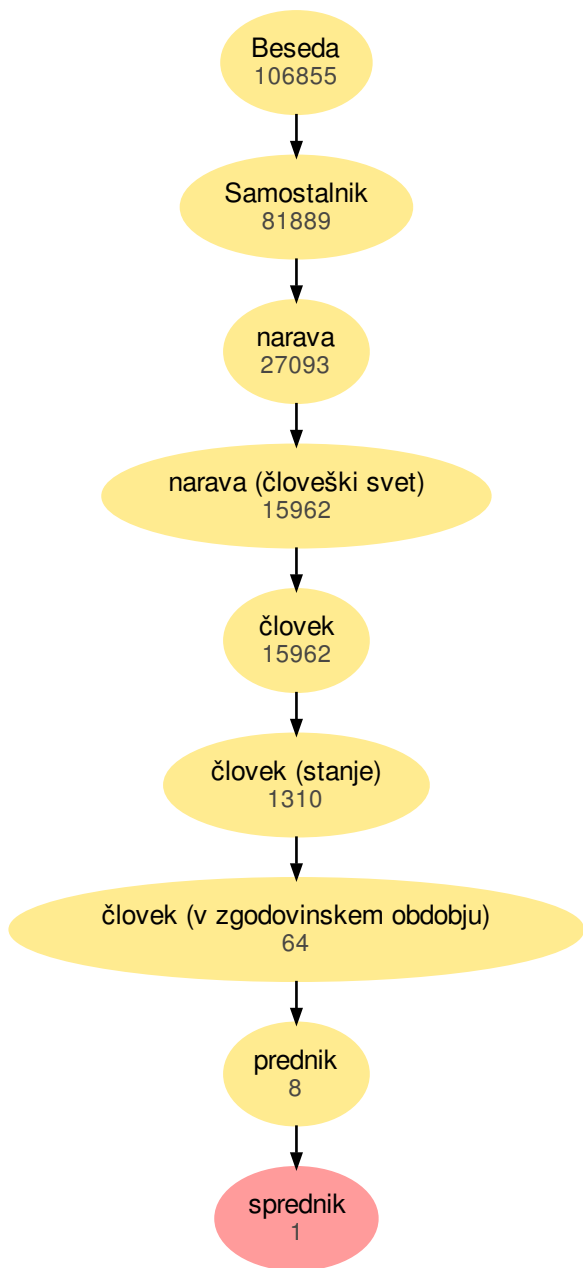 Beseda
106855
Samostalnik
81889
narava
27093
narava (človeški svet)
15962
človek
15962
človek (stanje)
1310
človek (v zgodovinskem obdobju)
64
prednik
8
sprednik
1